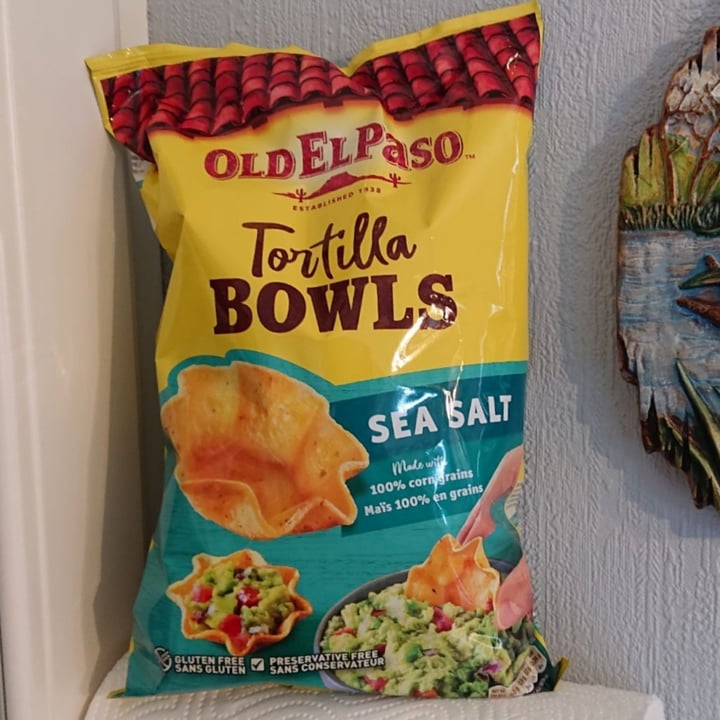 OLD EL PASO™
ESTABLISHED 1938
Tortilla
BOWLS
SEA SALT
Made with
100% corn grains
Maïs 100% en grains
GLUTEN FREE
SANS GLUTEN
PRESERVATIVE FREE
SANS CONSERVATEUR